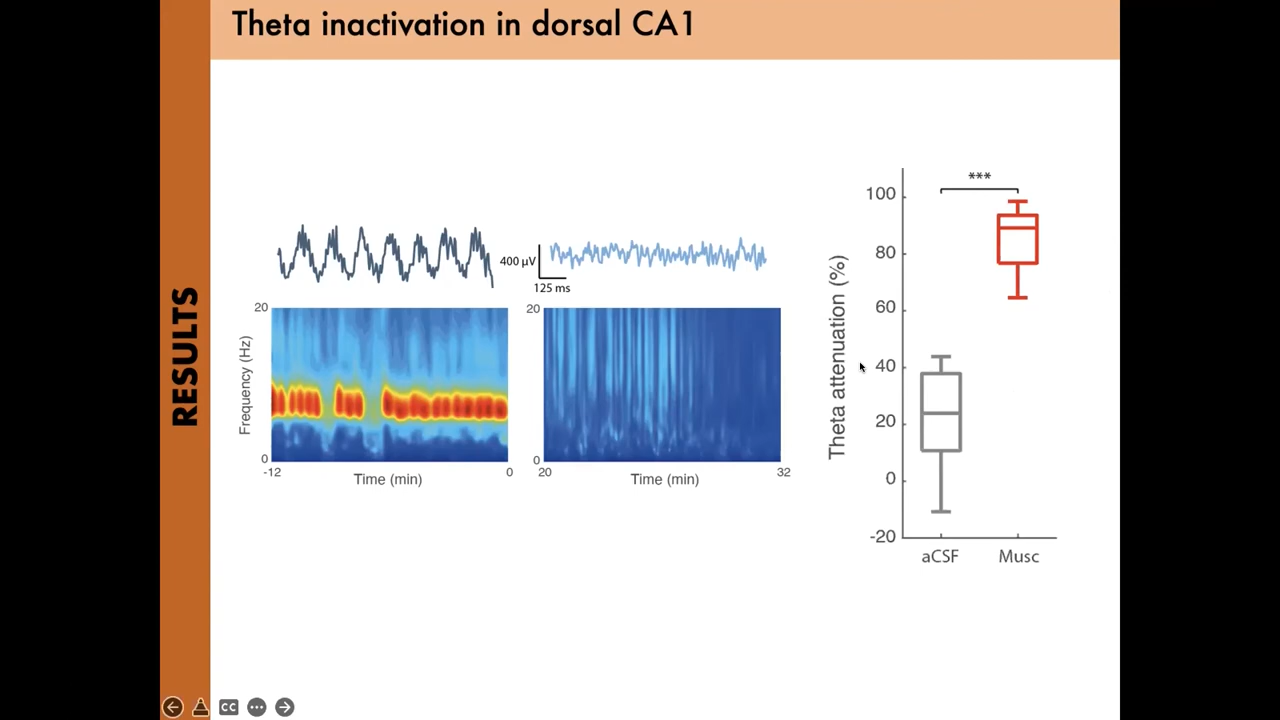 Theta inactivation in dorsal CA1
RESULTS
400 µV
125 ms
20
Frequency (Hz)
0
-12
0
Time (min)
20
0
20
32
Time (min)
***
100
80
60
40
20
0
-20
Theta attenuation (%)
aCSF
Musc
CC